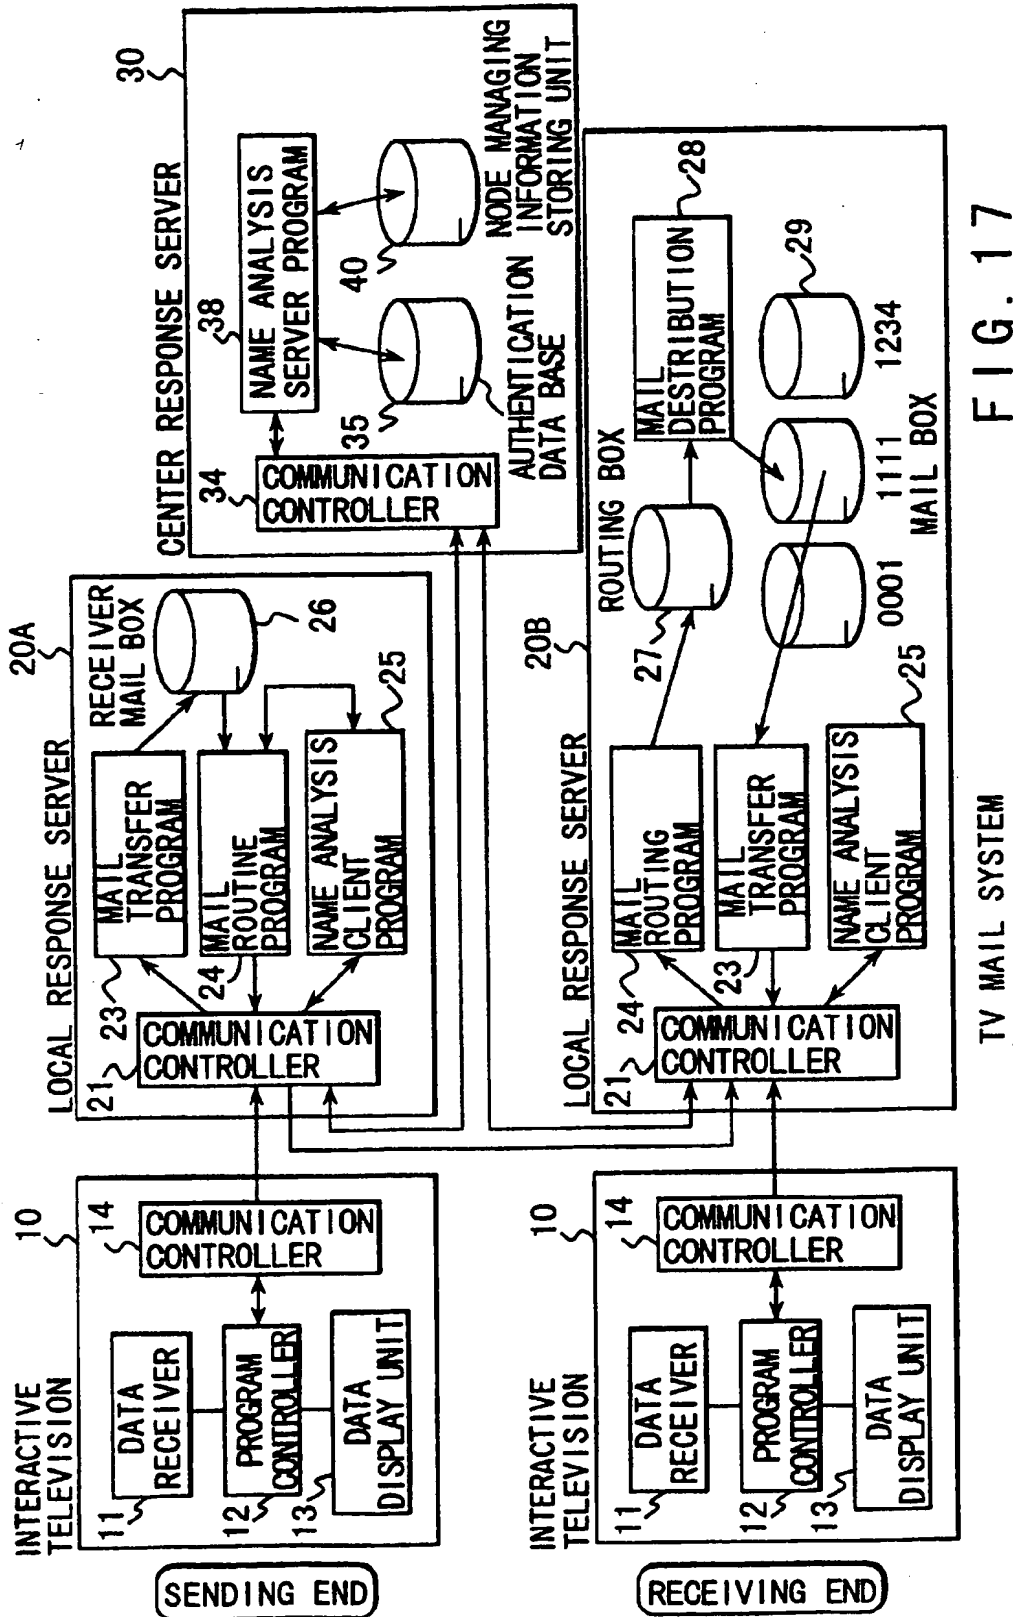 SENDING END
INTERACTIVE
TELEVISION
10
11
DATA
RECEIVER
12
PROGRAM
CONTROLLER
13
DATA
DISPLAY UNIT
14
COMMUNICATION
CONTROLLER
LOCAL RESPONSE SERVER
20A
21
COMMUNICATION
CONTROLLER
23
MAIL
TRANSFER
PROGRAM
24
MAIL
ROUTINE
PROGRAM
NAME ANALYSIS
CLIENT
PROGRAM
25
RECEIVER
MAIL BOX
26
CENTER RESPONSE SERVER
30
34
COMMUNICATION
CONTROLLER
38
NAME ANALYSIS
SERVER PROGRAM
35
AUTHENTICATION
DATA BASE
40
NODE MANAGING
INFORMATION
STORING UNIT
RECEIVING END
INTERACTIVE
TELEVISION
10
11
DATA
RECEIVER
12
PROGRAM
CONTROLLER
13
DATA
DISPLAY UNIT
14
COMMUNICATION
CONTROLLER
LOCAL RESPONSE SERVER
20B
21
COMMUNICATION
CONTROLLER
24
MAIL
ROUTING
PROGRAM
23
MAIL
TRANSFER
PROGRAM
NAME ANALYSIS
CLIENT
PROGRAM
25
ROUTING BOX
27
MAIL
DESTRIBUTION
PROGRAM
28
29
0001
1111
1234
MAIL BOX
TV MAIL SYSTEM
FIG. 17